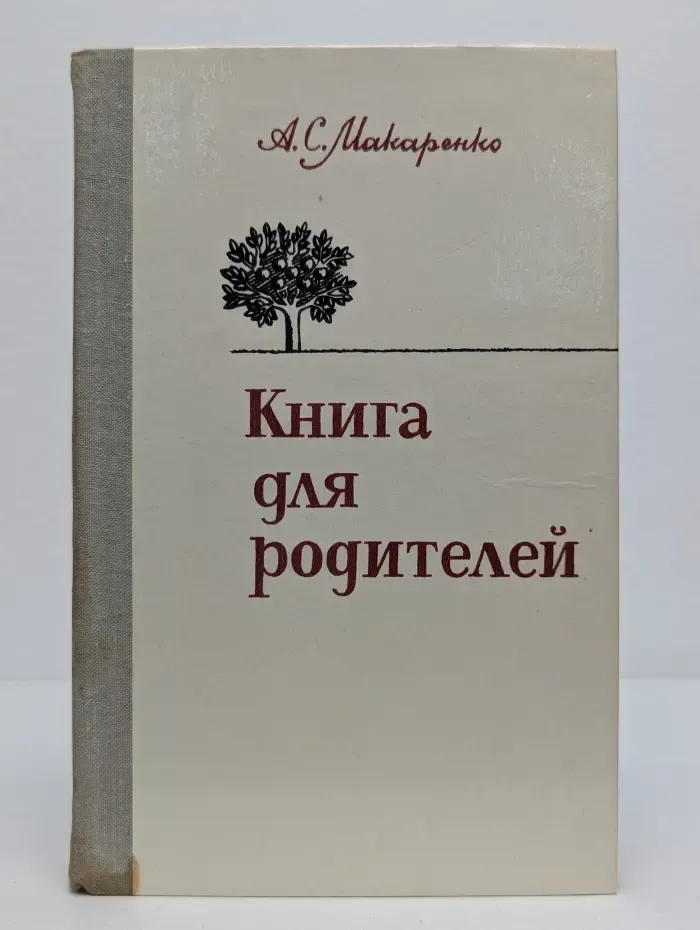 А.С.Макаренко
Книга
для
родителей